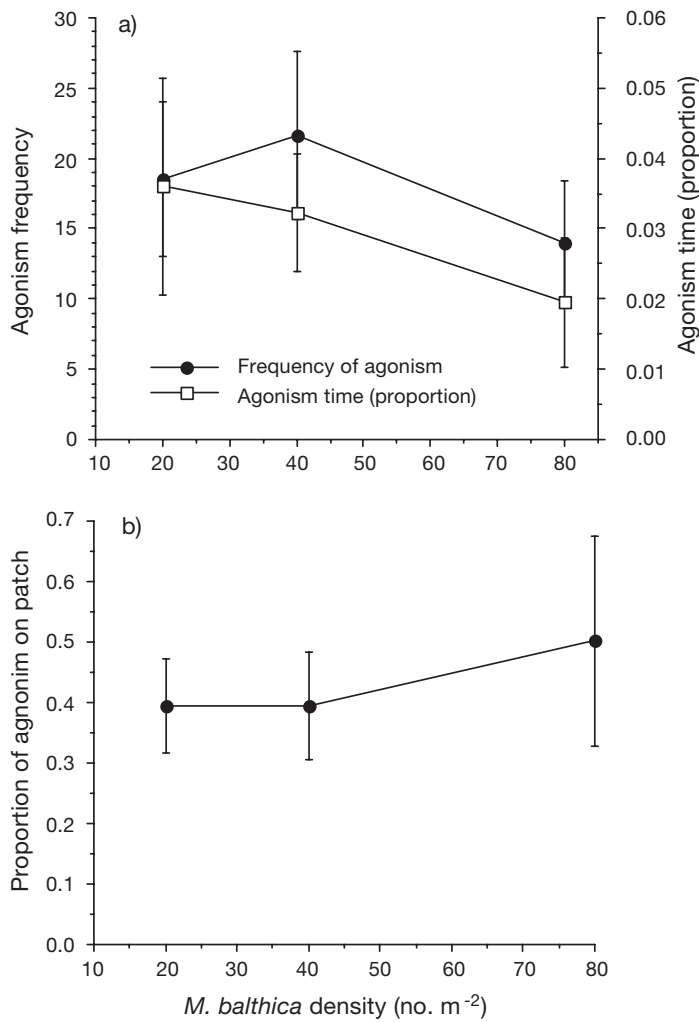 a)
Agonism frequency
30
25
20
15
10
5
0
Agonism time (proportion)
0.06
0.05
0.04
0.03
0.02
0.01
0.00
Frequency of agonism
Agonism time (proportion)
10 20 30 40 50 60 70 80
b)
Proportion of agnonim on patch
0.7
0.6
0.5
0.4
0.3
0.2
0.1
0.0
10 20 30 40 50 60 70 80
M. balthica density (no. m⁻²)